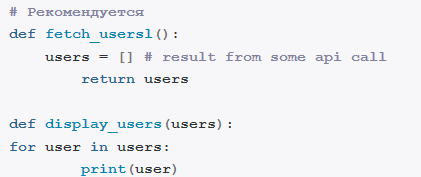 # Рекомендуется
def fetch_usersl():
    users = [] # result from some api call
        return users

def display_users(users):
for user in users:
        print(user)